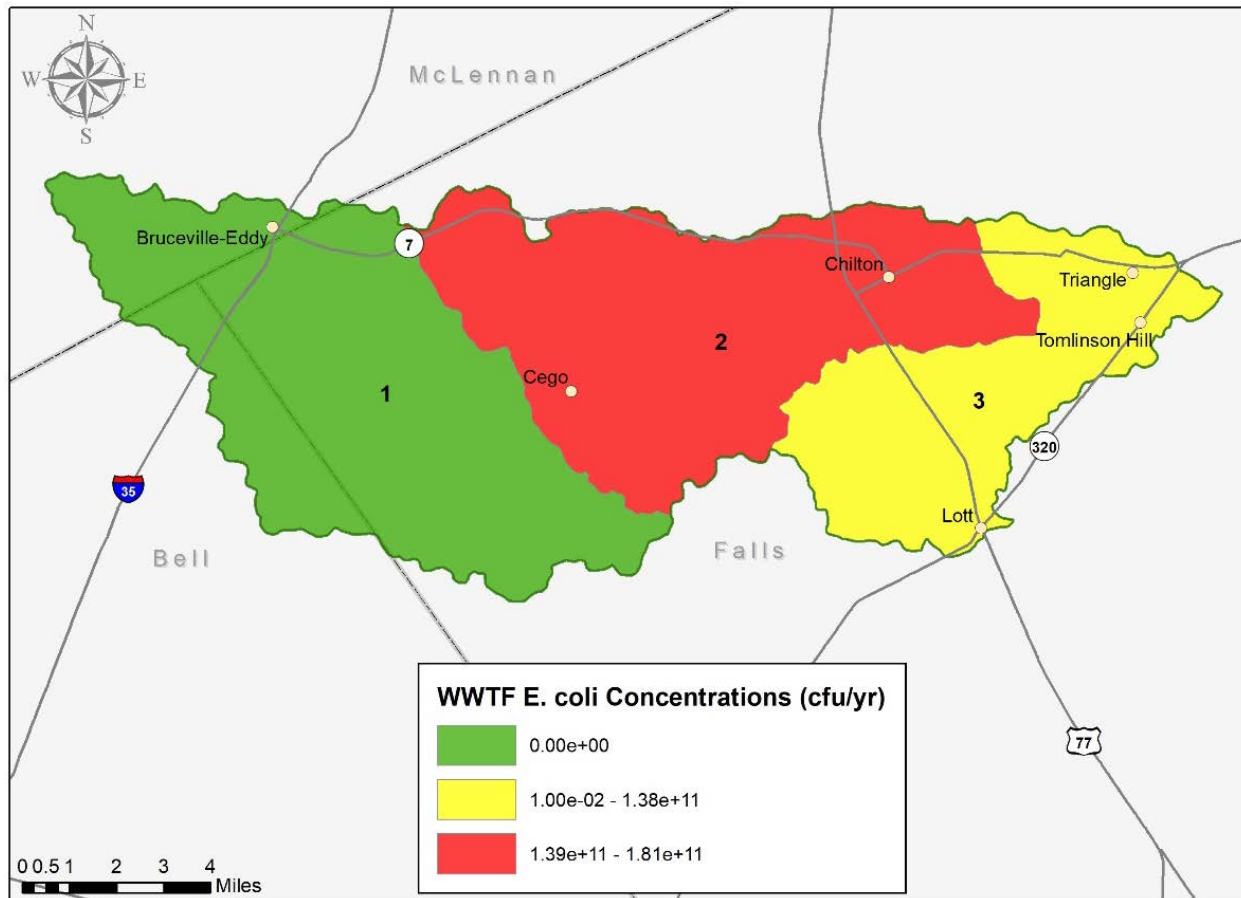 N
W E
S
McLennan
Bruceville-Eddy
7
Chilton
Triangle
Tomlinson Hill
2
Cego
1
3
320
35
Lott
Bell
Falls
WWTF E. coli Concentrations (cfu/yr)
0.00e+00
1.00e-02 - 1.38e+11
1.39e+11 - 1.81e+11
77
0 0.5 1 2 3 4
Miles